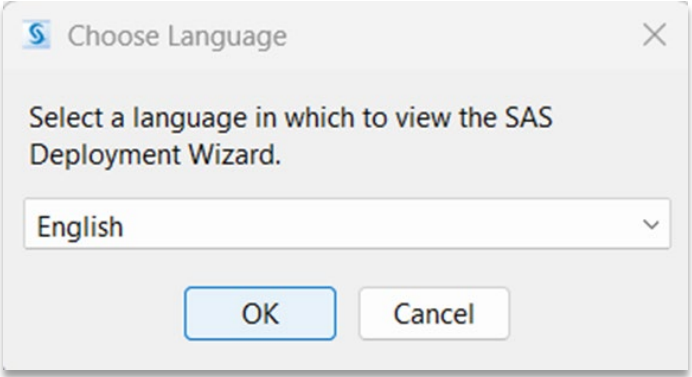 Choose Language
Select a language in which to view the SAS
Deployment Wizard.
English
OK Cancel